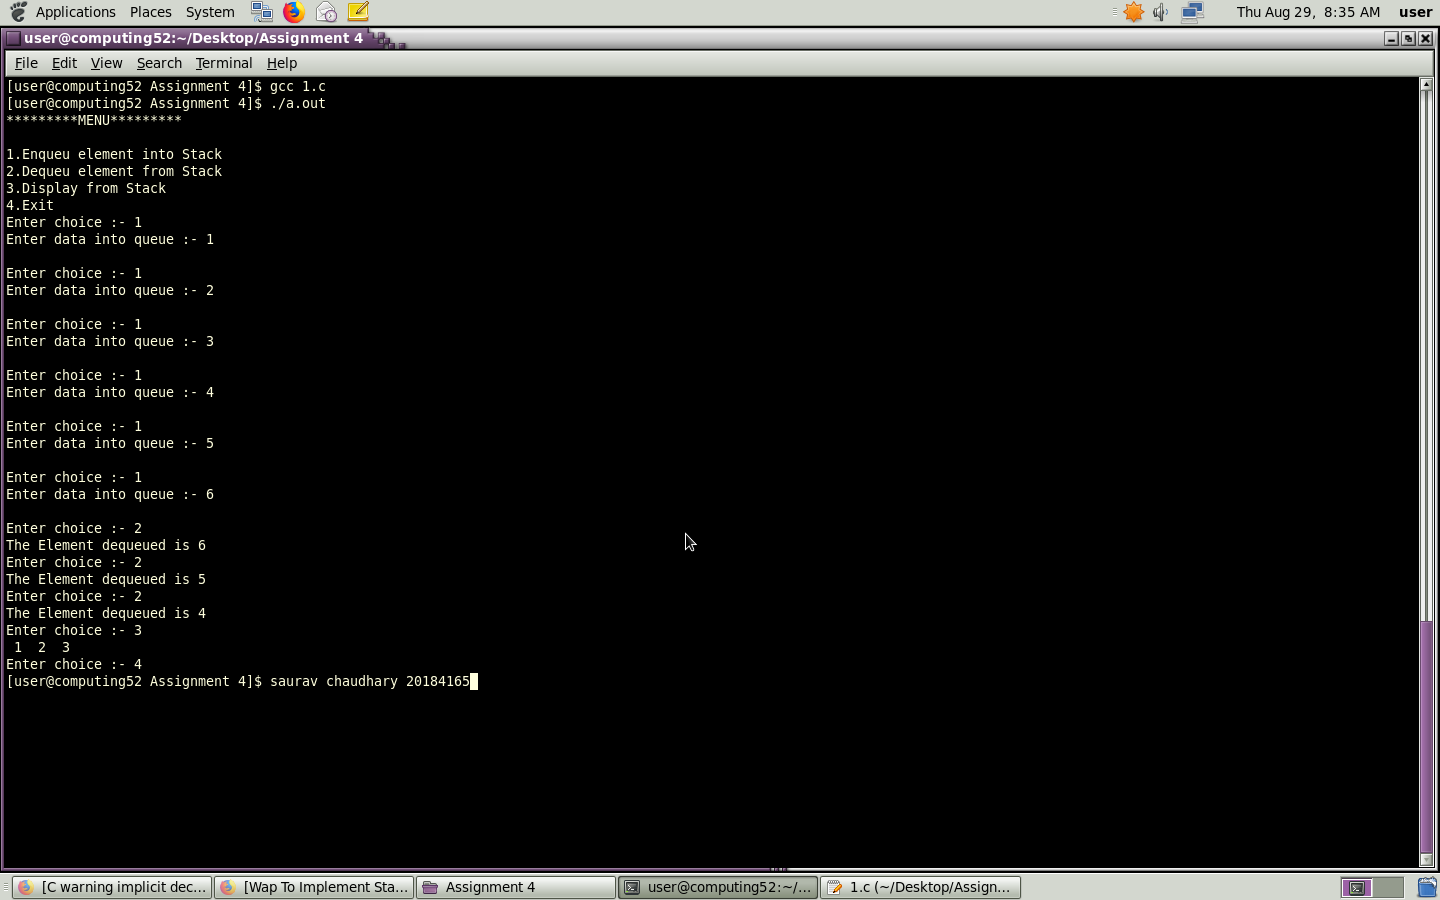 Applications Places System Thu Aug 29, 8:35 AM user
user@computing52:~/Desktop/Assignment 4
File Edit View Search Terminal Help
[user@computing52 Assignment 4]$ gcc 1.c
[user@computing52 Assignment 4]$ ./a.out
*********MENU*********
1.Enqueu element into Stack
2.Dequeu element from Stack
3.Display from Stack
4.Exit
Enter choice :- 1
Enter data into queue :- 1
Enter choice :- 1
Enter data into queue :- 2
Enter choice :- 1
Enter data into queue :- 3
Enter choice :- 1
Enter data into queue :- 4
Enter choice :- 1
Enter data into queue :- 5
Enter choice :- 1
Enter data into queue :- 6
Enter choice :- 2
The Element dequeued is 6
Enter choice :- 2
The Element dequeued is 5
Enter choice :- 2
The Element dequeued is 4
Enter choice :- 3
1 2 3
Enter choice :- 4
[user@computing52 Assignment 4]$ saurav chaudhary 20184165
[C warning implicit dec... [Wap To Implement Sta... Assignment 4 user@computing52:~/... 1.c (~/Desktop/Assign...